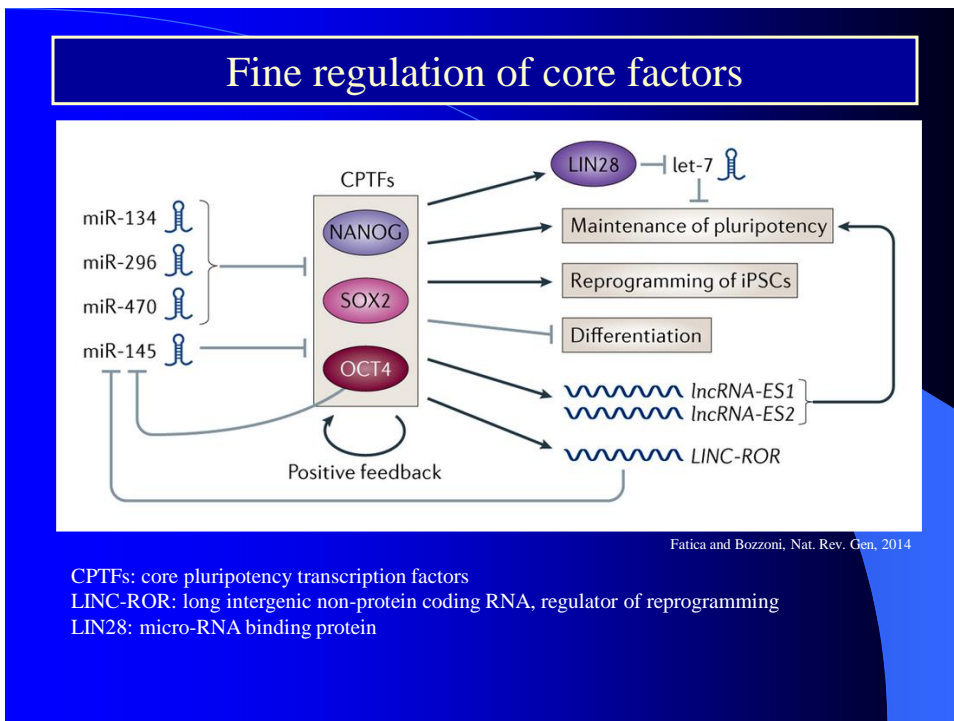 Fine regulation of core factors
CPTFs
miR-134
miR-296
miR-470
miR-145
NANOG
SOX2
OCT4
Positive feedback
LIN28
let-7
Maintenance of pluripotency
Reprogramming of iPSCs
Differentiation
lncRNA-ES1
lncRNA-ES2
LINC-ROR
Fatica and Bozzoni, Nat. Rev. Gen, 2014
CPTFs: core pluripotency transcription factors
LINC-ROR: long intergenic non-protein coding RNA, regulator of reprogramming
LIN28: micro-RNA binding protein